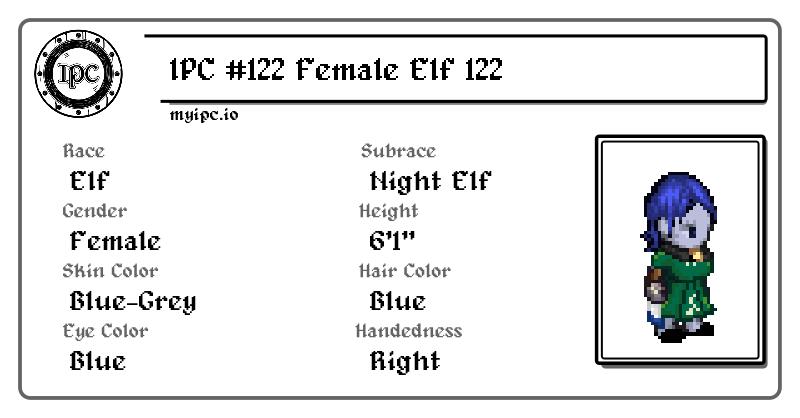 IPC
IPC #122 Female Elf 122
myipc.io
Race
Elf
Subrace
Night Elf
Gender
Female
Height
6'1"
Skin Color
Blue-Grey
Hair Color
Blue
Eye Color
Blue
Handedness
Right